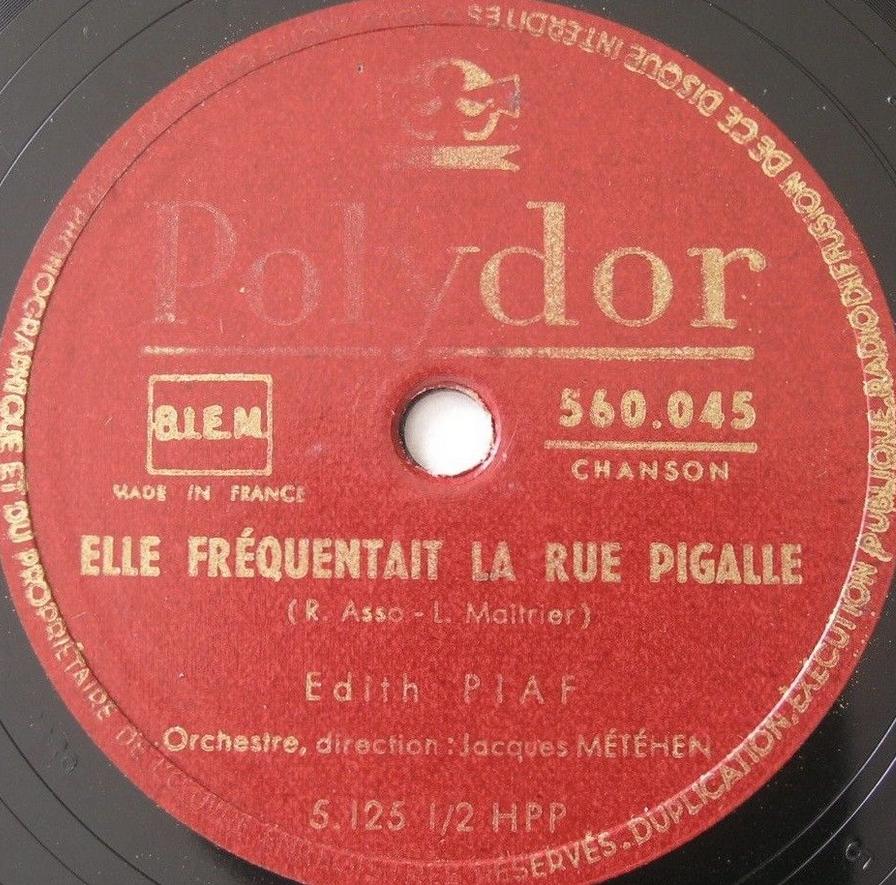 Polydor
B.I.E.M.
560.045
MADE IN FRANCE
CHANSON
ELLE FRÉQUENTAIT LA RUE PIGALLE
(R. Asso - L. Maitrier)
Edith PIAF
Orchestre, direction : Jacques MÉTÉHEN
5.125 1/2 HPP
PHONOGRAPHIQUE ET DU PROPRIÉTAIRE DE L'ŒUVRE RÉSERVÉS. DUPLICATION, EXÉCUTION PUBLIQUE, RADIODIFFUSION DE CE DISQUE INTERDITES